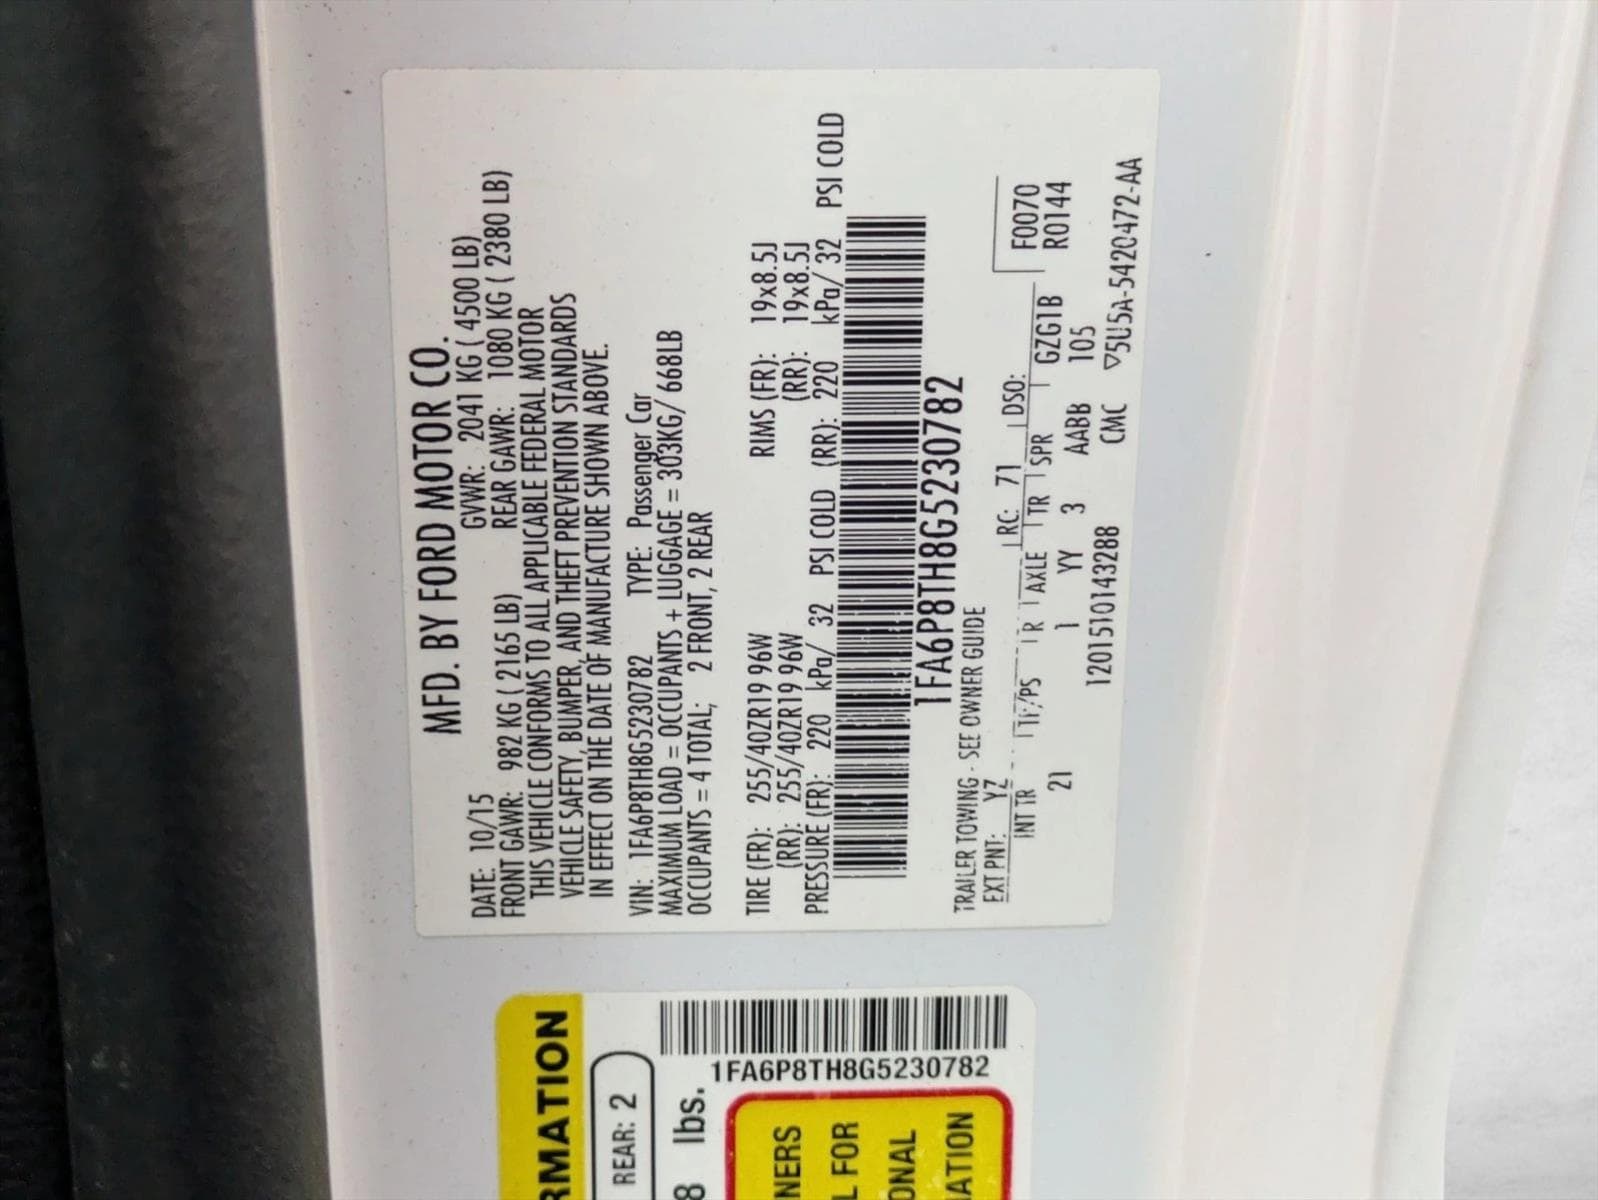 MFD. BY FORD MOTOR CO.
DATE: 10/15 GVWR: 2041 KG ( 4500 LB)
FRONT GAWR: 982 KG ( 2165 LB) REAR GAWR: 1080 KG ( 2380 LB)
THIS VEHICLE CONFORMS TO ALL APPLICABLE FEDERAL MOTOR
VEHICLE SAFETY, BUMPER, AND THEFT PREVENTION STANDARDS
IN EFFECT ON THE DATE OF MANUFACTURE SHOWN ABOVE.
VIN: 1FA6P8TH8G5230782 TYPE: Passenger Car
MAXIMUM LOAD = OCCUPANTS + LUGGAGE = 303KG/ 668LB
OCCUPANTS = 4 TOTAL; 2 FRONT, 2 REAR
TIRE (FR): 255/40ZR19 96W RIMS (FR): 19x8.5J
(RR): 255/40ZR19 96W (RR): 19x8.5J
PRESSURE (FR): 220 kPa/ 32 PSI COLD (RR): 220 kPa/ 32 PSI COLD
1FA6P8TH8G5230782
TRAILER TOWING - SEE OWNER GUIDE
EXT PNT: YZ RC: 71 DSO: F0070
INT TR TP/PS R AXLE TR SPR R0144
21 1 YY 3 AABB GZG1B
105
1201510143288 CMC ▽5U5A-5420472-AA
RMATION
REAR: 2
8 lbs.
1FA6P8TH8G5230782
NERS
L FOR
ONAL
ATION